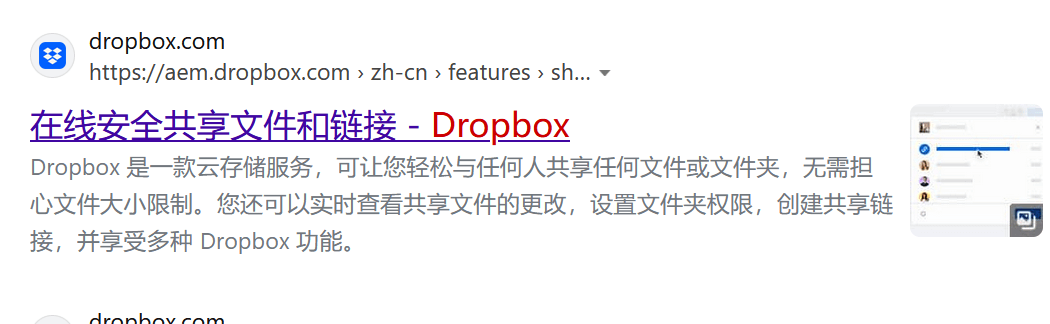 dropbox.com
https://aem.dropbox.com › zh-cn › features › sh...
在线安全共享文件和链接 - Dropbox
Dropbox 是一款云存储服务，可让您轻松与任何人共享任何文件或文件夹，无需担
心文件大小限制。您还可以实时查看共享文件的更改，设置文件夹权限，创建共享链
接，并享受多种 Dropbox 功能。
dropbox.com